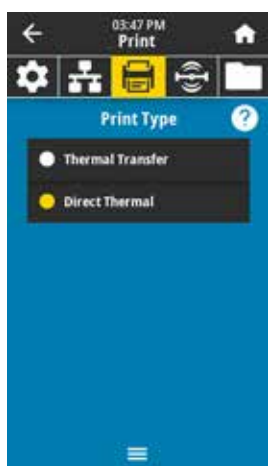 03:47 PM
Print
Print Type
?
Thermal Transfer
Direct Thermal